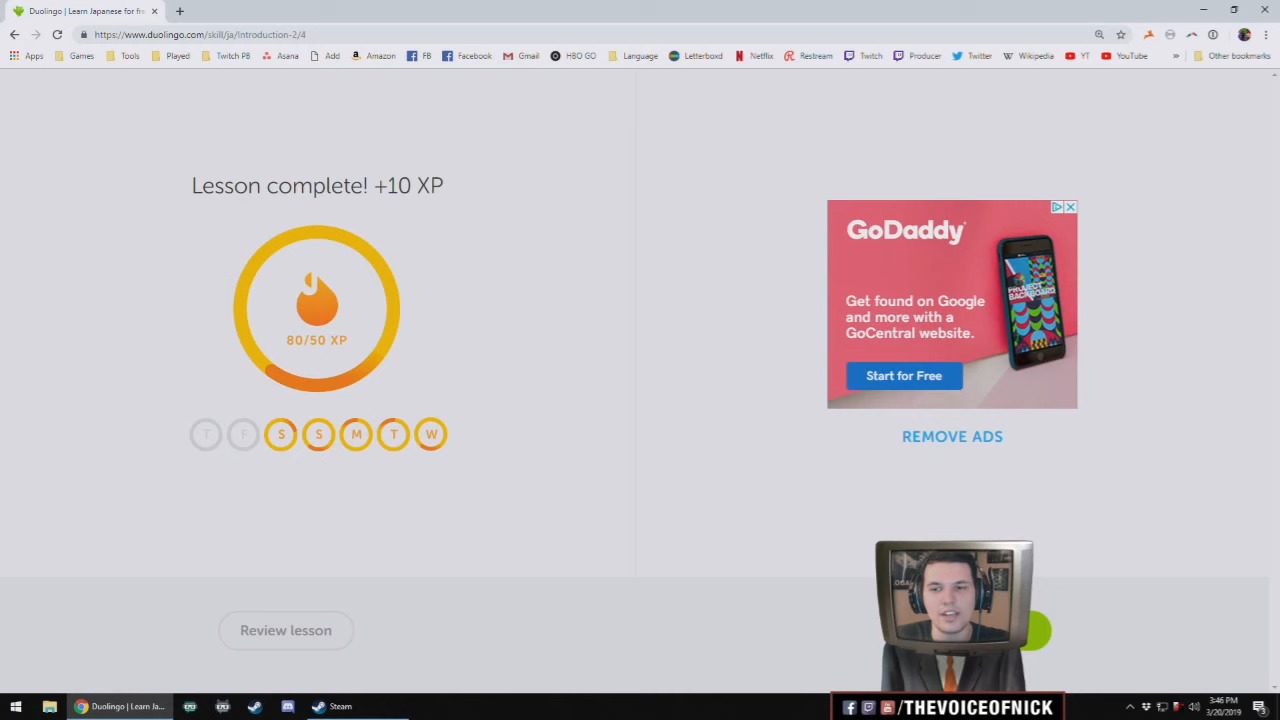 Duolingo | Learn Japanese for fr
https://www.duolingo.com/skill/ja/Introduction-2/4
Apps Games Tools Played Twitch PB Asana Add Amazon FB Facebook Gmail HBO GO Language Letterboxd Netflix Restream Twitch Producer Twitter Wikipedia YT YouTube » Other bookmarks
Lesson complete! +10 XP
80/50 XP
T F S S M T W
GoDaddy
Get found on Google
and more with a
GoCentral website.
Start for Free
PROJECT
BACKBOARD
REMOVE ADS
Review lesson
Duolingo | Learn Ja...
Steam
/THEVOICEOFNICK
3:46 PM
3/20/2019